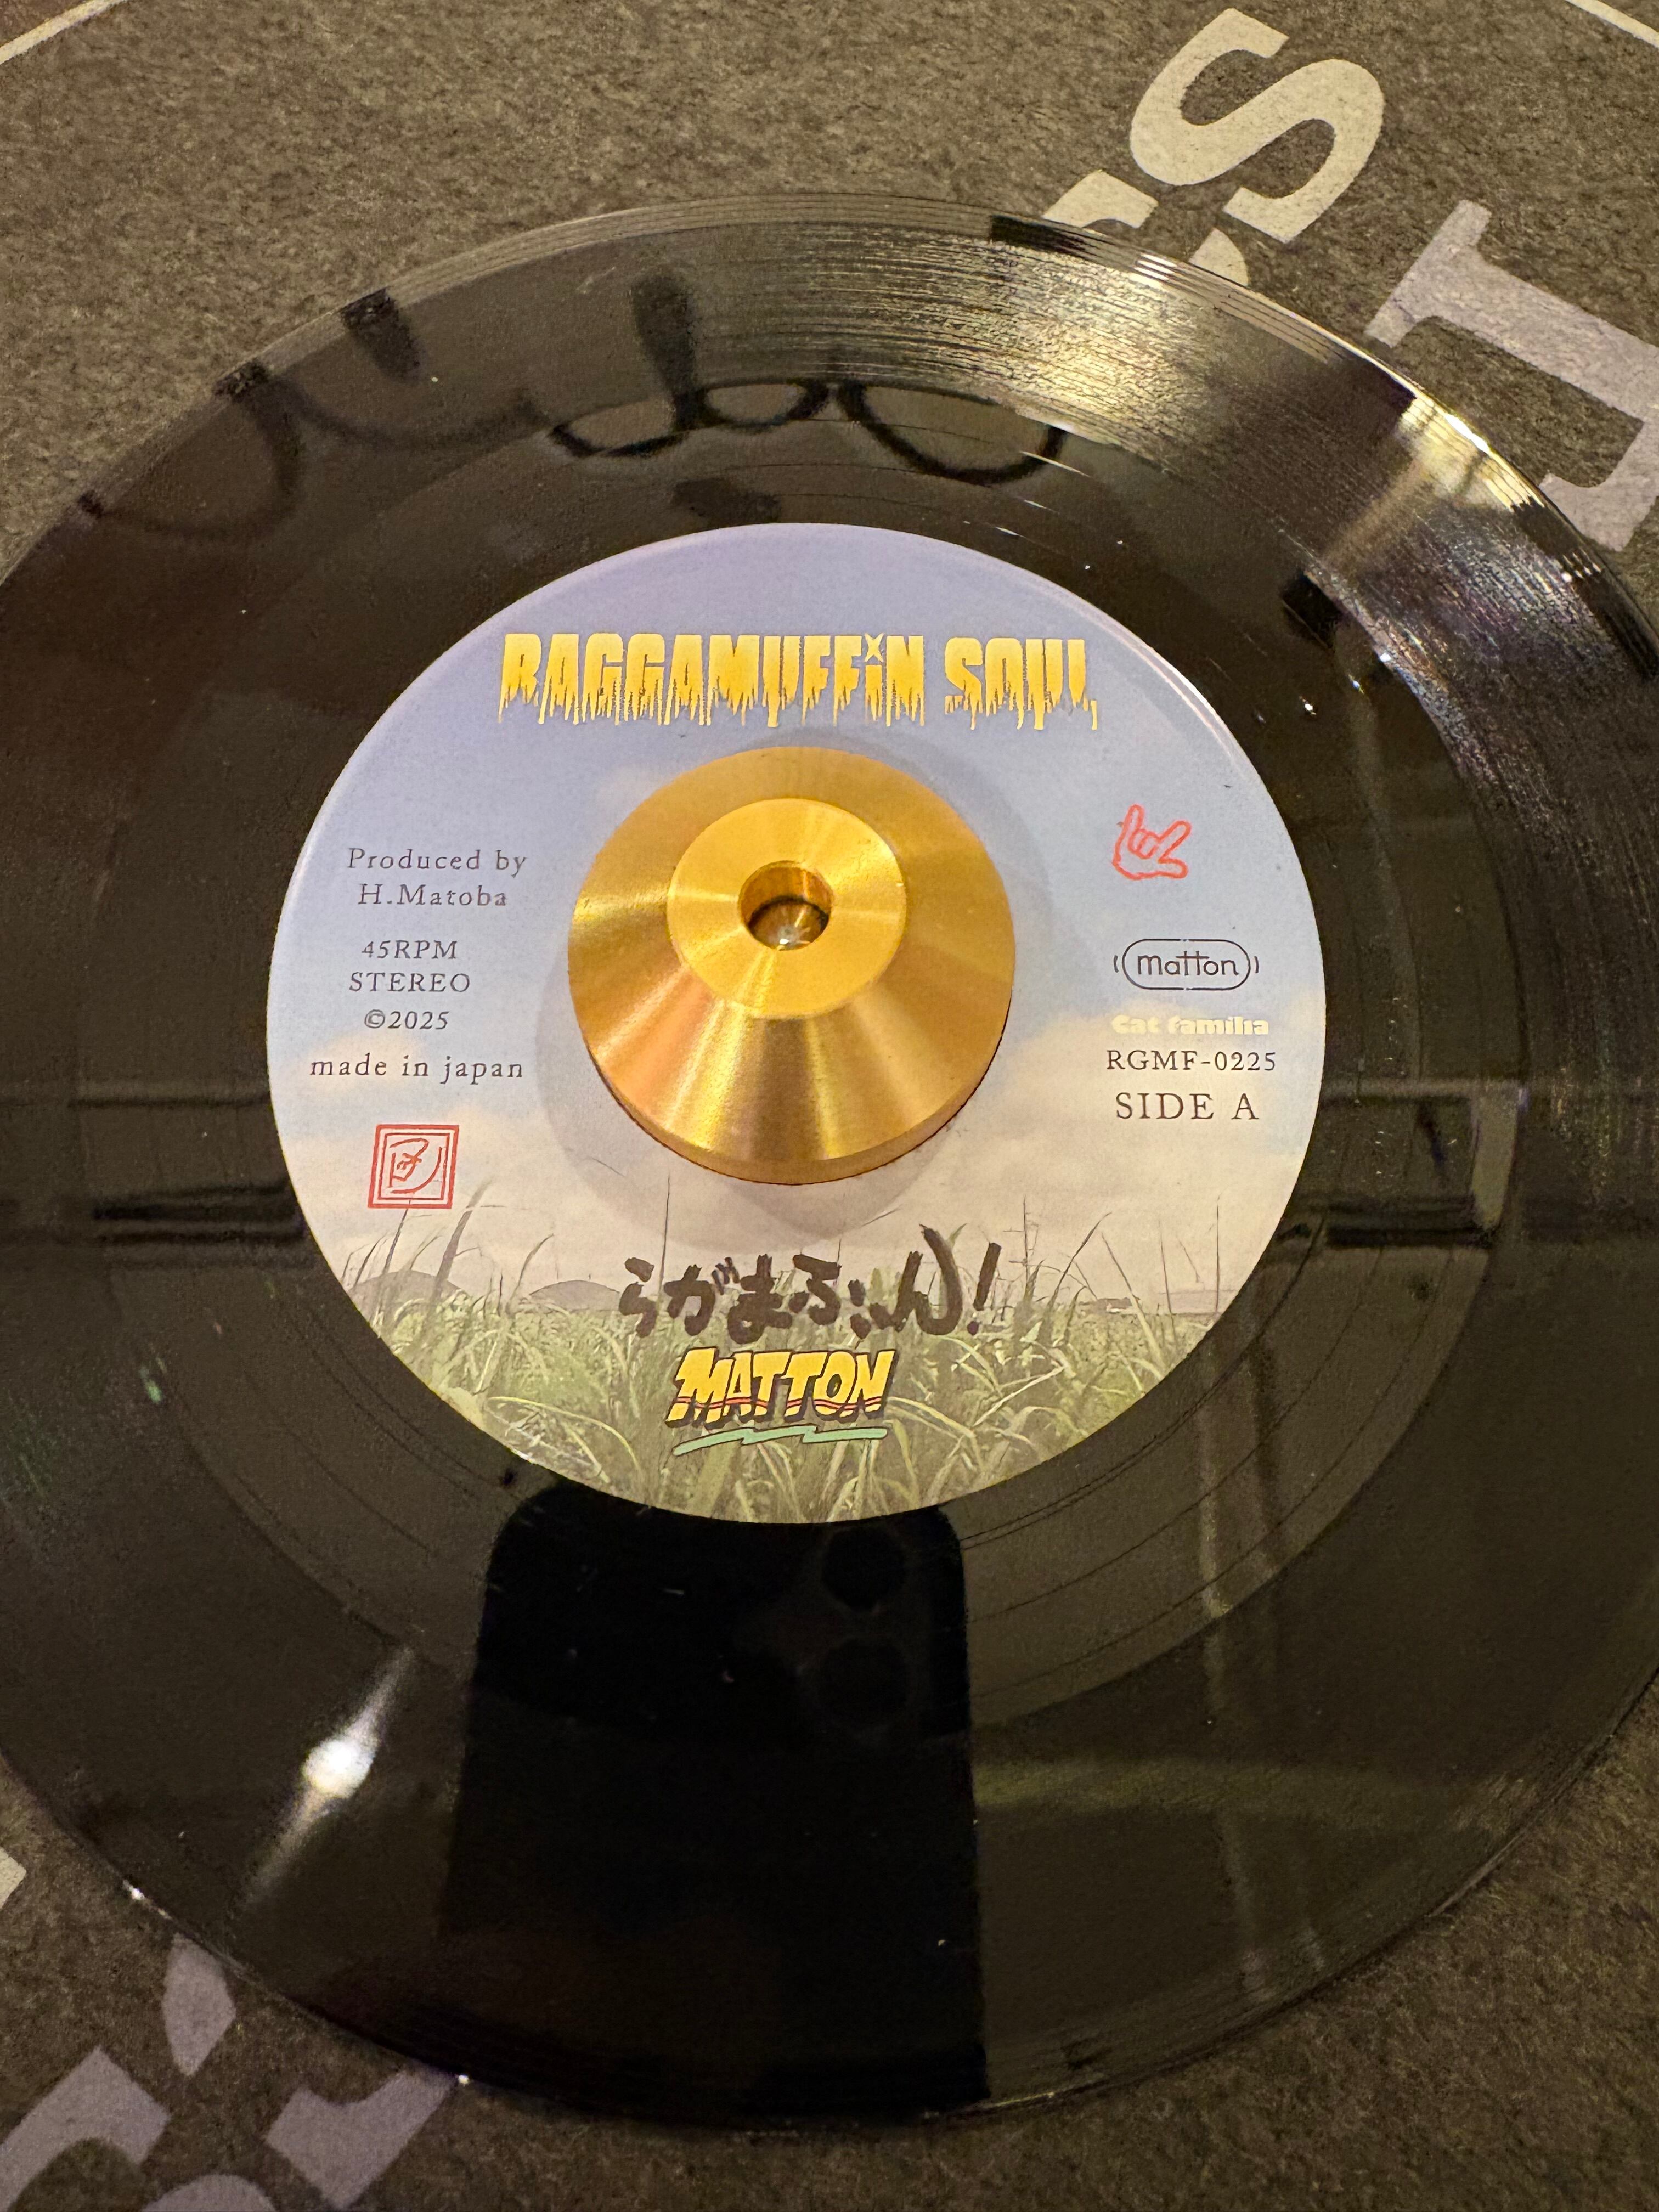 RAGGAMUFFiN SOUL
Produced by
H.Matoba
45RPM
STEREO
©2025
made in japan
matton
Cat familia
RGMF-0225
SIDE A
らがまふぃん!
MATTON